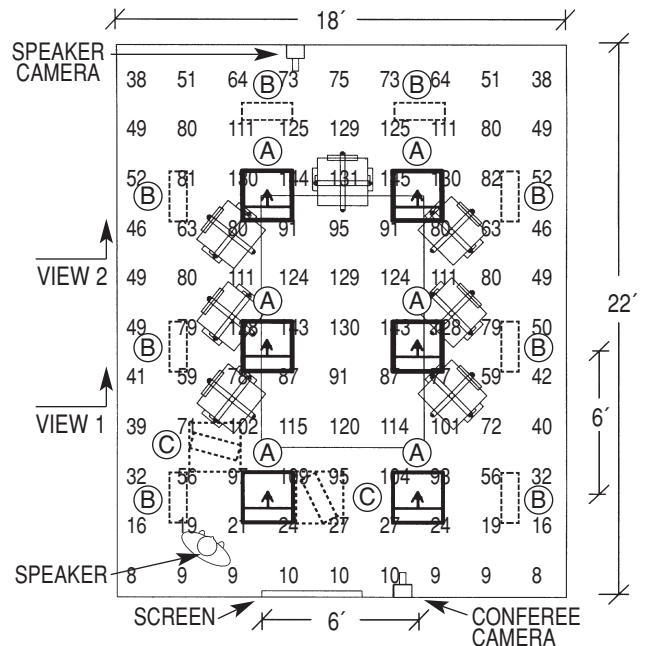 18´
SPEAKER
CAMERA
38 51 64 73 75 73 64 51 38
B B
49 80 111 125 129 125 111 80 49
A A
52 81 130 144 131 145 130 82 52
B B
46 63 80 91 95 91 80 63 46
VIEW 2
49 80 111 124 129 124 111 80 49
22´
A A
49 79 128 143 130 143 128 79 50
B B
41 59 78 87 91 87 77 59 42
6´
VIEW 1
39 71 102 115 120 114 101 72 40
C
A A
32 56 109 95 104 93 56 32
B C B
16 19 21 24 27 27 24 19 16
SPEAKER
8 9 9 10 10 10 9 9 8
SCREEN
6´
CONFEREE
CAMERA